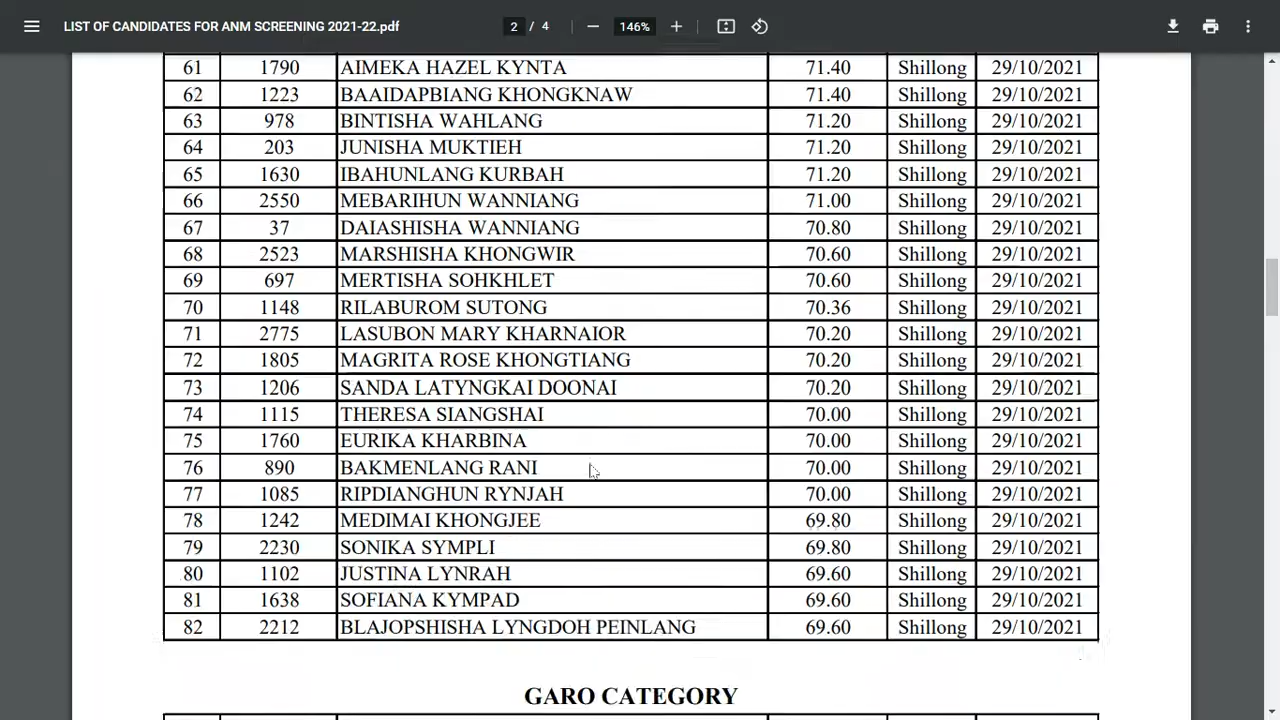 LIST OF CANDIDATES FOR ANM SCREENING 2021-22.pdf 2 / 4 146%
61 1790 AIMEKA HAZEL KYNTA 71.40 Shillong 29/10/2021
62 1223 BAAIDAPBIANG KHONGKNAW 71.40 Shillong 29/10/2021
63 978 BINTISHA WAHLANG 71.20 Shillong 29/10/2021
64 203 JUNISHA MUKTIEH 71.20 Shillong 29/10/2021
65 1630 IBAHUNLANG KURBAH 71.20 Shillong 29/10/2021
66 2550 MEBARIHUN WANNIANG 71.00 Shillong 29/10/2021
67 37 DAIASHISHA WANNIANG 70.80 Shillong 29/10/2021
68 2523 MARSHISHA KHONGWIR 70.60 Shillong 29/10/2021
69 697 MERTISHA SOHKHLET 70.60 Shillong 29/10/2021
70 1148 RILABUROM SUTONG 70.36 Shillong 29/10/2021
71 2775 LASUBON MARY KHARNAIOR 70.20 Shillong 29/10/2021
72 1805 MAGRITA ROSE KHONGTIANG 70.20 Shillong 29/10/2021
73 1206 SANDA LATYNGKAI DOONAI 70.20 Shillong 29/10/2021
74 1115 THERESA SIANGSHAI 70.00 Shillong 29/10/2021
75 1760 EURIKA KHARBINA 70.00 Shillong 29/10/2021
76 890 BAKMENLANG RANI 70.00 Shillong 29/10/2021
77 1085 RIPDIANGHUN RYNJAH 70.00 Shillong 29/10/2021
78 1242 MEDIMAI KHONGJEE 69.80 Shillong 29/10/2021
79 2230 SONIKA SYMPLI 69.80 Shillong 29/10/2021
80 1102 JUSTINA LYNRAH 69.60 Shillong 29/10/2021
81 1638 SOFIANA KYMPAD 69.60 Shillong 29/10/2021
82 2212 BLAJOPSHISHA LYNGDOH PEINLANG 69.60 Shillong 29/10/2021
GARO CATEGORY